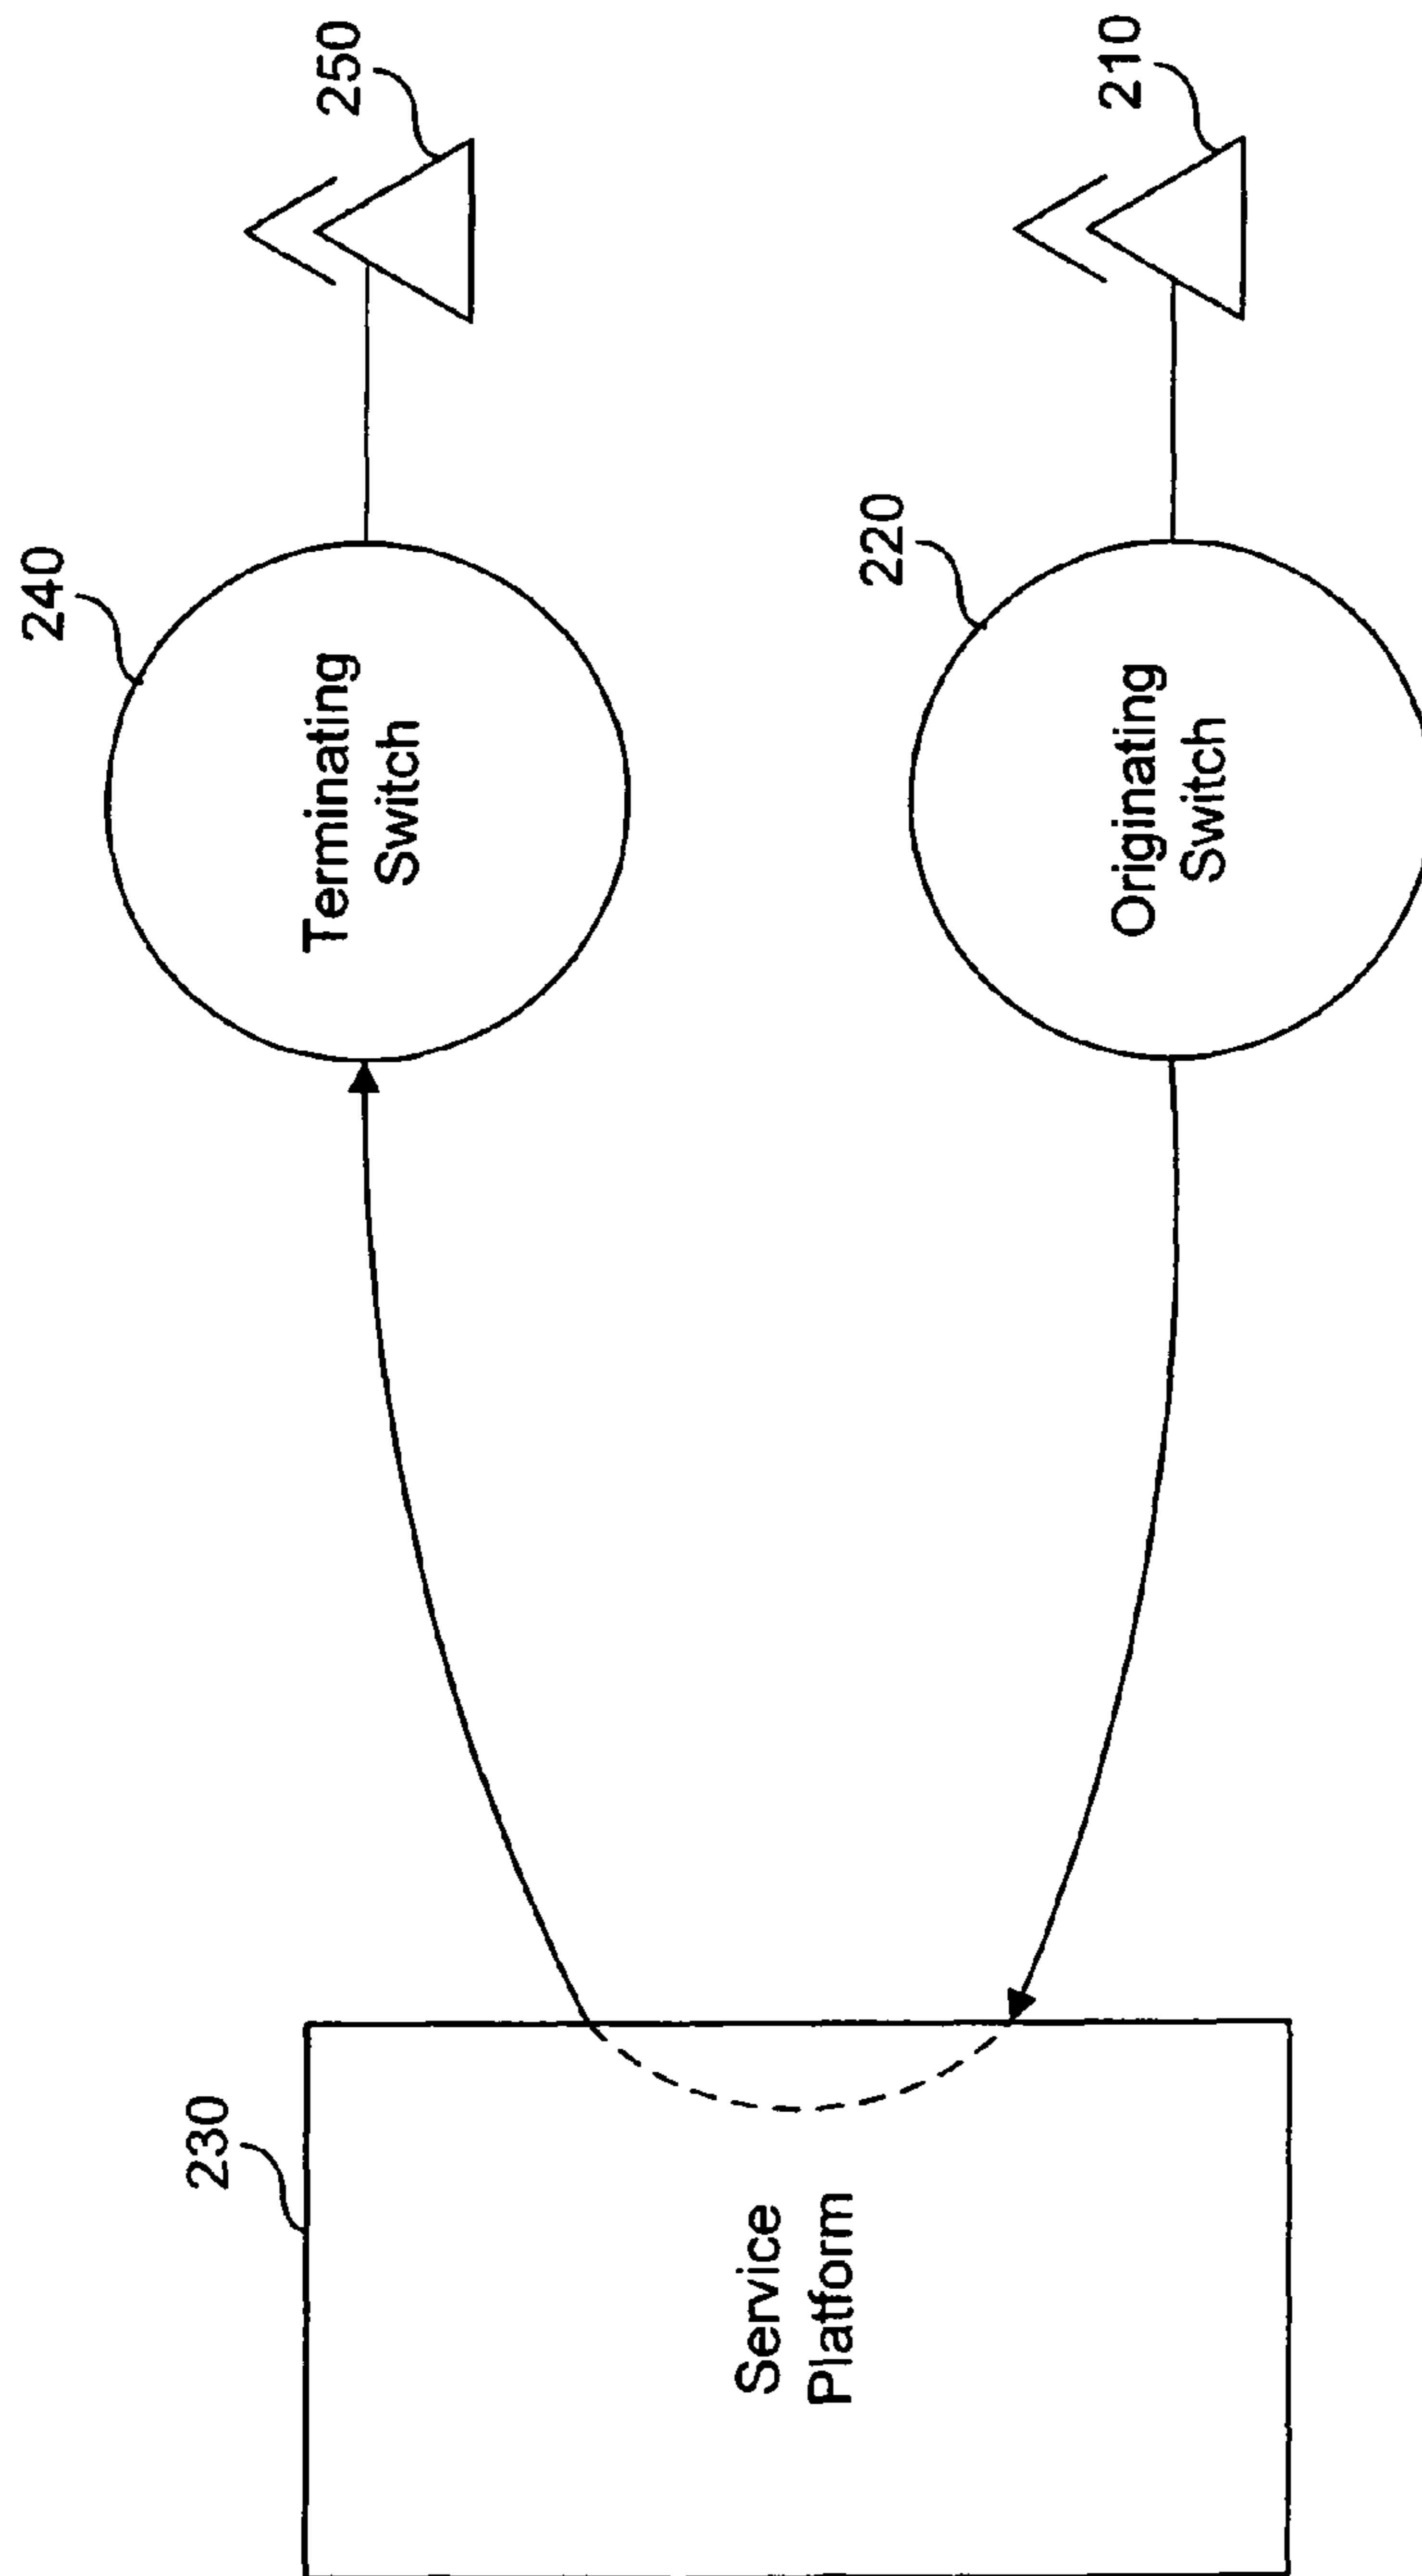 230
Service
Platform
240
Terminating
Switch
250
220
Originating
Switch
210